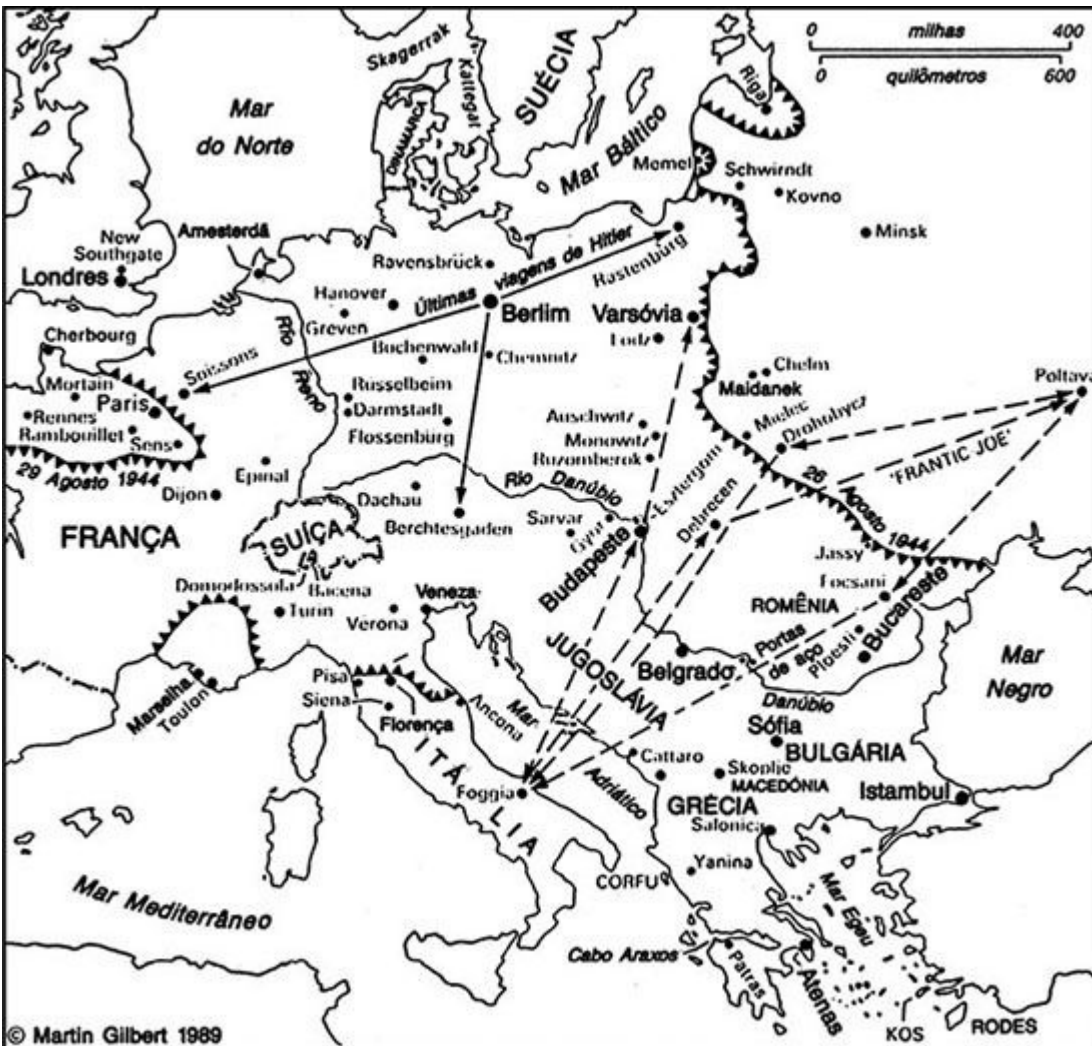 milhas
0 400
0 600
quilômetros
Skagerrak
Kattegat
SUÉCIA
Riga
Mar
do Norte
DINAMARCA
Mar Báltico
Memel
Schwirndt
Kovno
Minsk
New
Southgate
Londres
Amesterdã
Ravensbrück
Últimas viagens de Hitler
Rastenburg
Hanover
Greven
Berlim
Varsóvia
Lodz
Cherbourg
Soissons
Rio
Reno
Buchenwald
Chemnitz
Chelm
Maidanek
Poltava
Mortain
Paris
Rennes
Rambouillet
Sens
Rüsselbeim
Darmstadt
Flossenbürg
Auschwitz
Monowitz
Ruzomberok
Mielec
Drohobycz
'FRANTIC JOE'
29 Agosto 1944
Epinal
Dijon
Dachau
Rio Danúbio
Esztergom
Debrecen
26 Agosto 1944
FRANÇA
SUÍÇA
Berchtesgaden
Sarvar
Györ
Budapeste
Jassy
Focsani
Domodossola
Bacena
Turin
Verona
Veneza
ROMÊNIA
Bucareste
Ploesti
JUGOSLÁVIA
Belgrado
Portas
de aço
Mar
Negro
Marselha
Toulon
Pisa
Siena
Florença
Ancona
Mar
Adriático
Danúbio
Sófia
BULGÁRIA
Cattaro
Skoplje
MACEDÓNIA
ITÁLIA
Foggia
GRÉCIA
Salonica
Istambul
Mar Mediterrâneo
CORFU
Yanina
Mar Egeu
Cabo Araxos
Patras
Atenas
KOS
RODES
© Martin Gilbert 1989